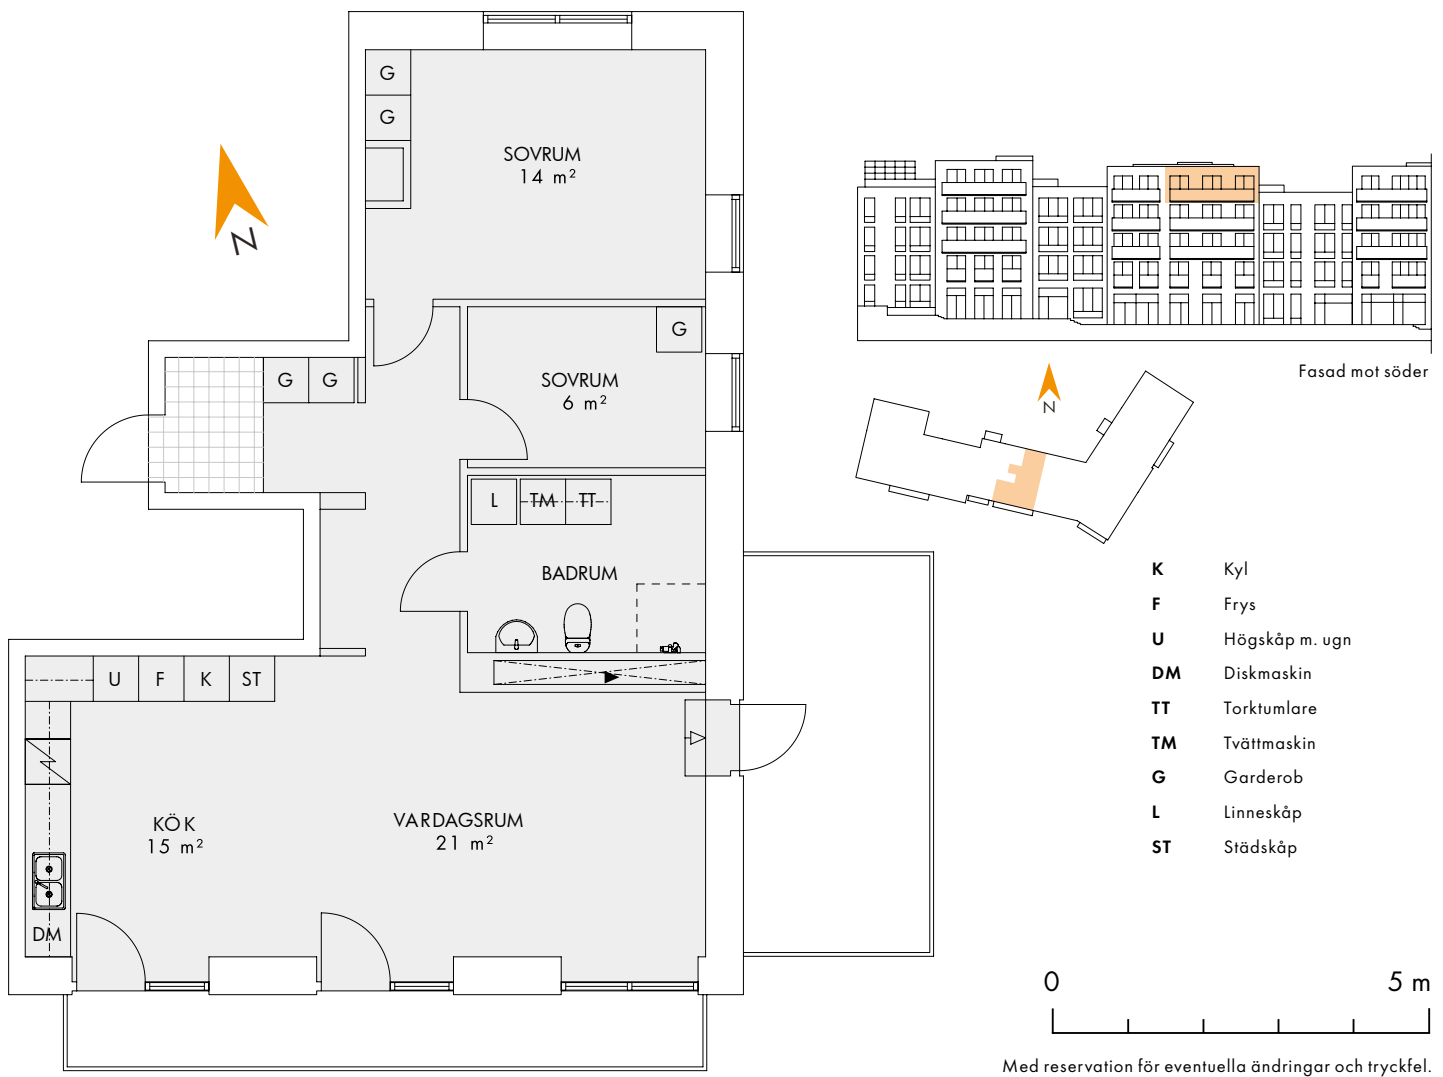 G
G
SOVRUM
14 m²
N
G
G
G
SOVRUM
6 m²
L
TM
TT
BADRUM
U
F
K
ST
KÖK
15 m²
VARDAGSRUM
21 m²
DM
Fasad mot söder
N
K Kyl
F Frys
U Högskåp m. ugn
DM Diskmaskin
TT Torktumlare
TM Tvättmaskin
G Garderob
L Linneskåp
ST Städskåp
0 5 m
Med reservation för eventuella ändringar och tryckfel.